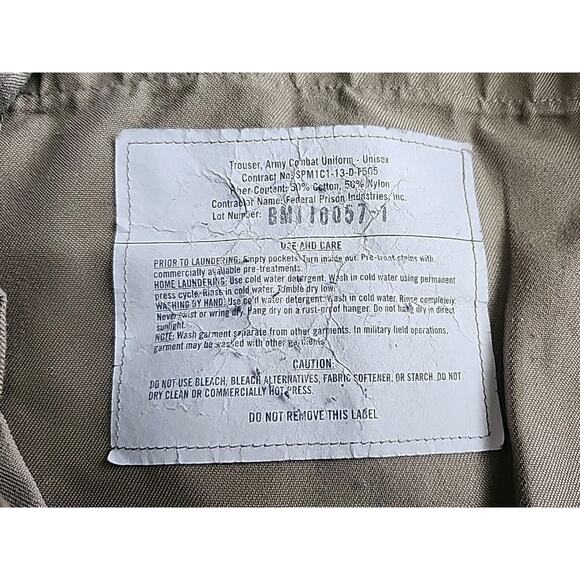 Trouser, Army Combat Uniform - Unisex
Contract No: SPM1C1-13-D-F505
Fiber Content: 50% Cotton, 50% Nylon
Contractor Name: Federal Prison Industries, Inc.
Lot Number: BM116057-1
USE AND CARE
PRIOR TO LAUNDERING: Empty pockets. Turn inside out. Pre-treat stains with
commercially available pre-treatments.
HOME LAUNDERING: Use cold water detergent. Wash in cold water using permanent
press cycle. Rinse in cold water. Tumble dry low.
WASHING BY HAND: Use cold water detergent. Wash in cold water. Rinse completely.
Never twist or wring dry. Hang dry on a rust-proof hanger. Do not hang dry in direct
sunlight.
NOTE: Wash garment separate from other garments. In military field operations,
garment may be washed with other garments.
CAUTION:
DO NOT USE BLEACH, BLEACH ALTERNATIVES, FABRIC SOFTENER, OR STARCH. DO NOT
DRY CLEAN OR COMMERCIALLY HOT PRESS.
DO NOT REMOVE THIS LABEL